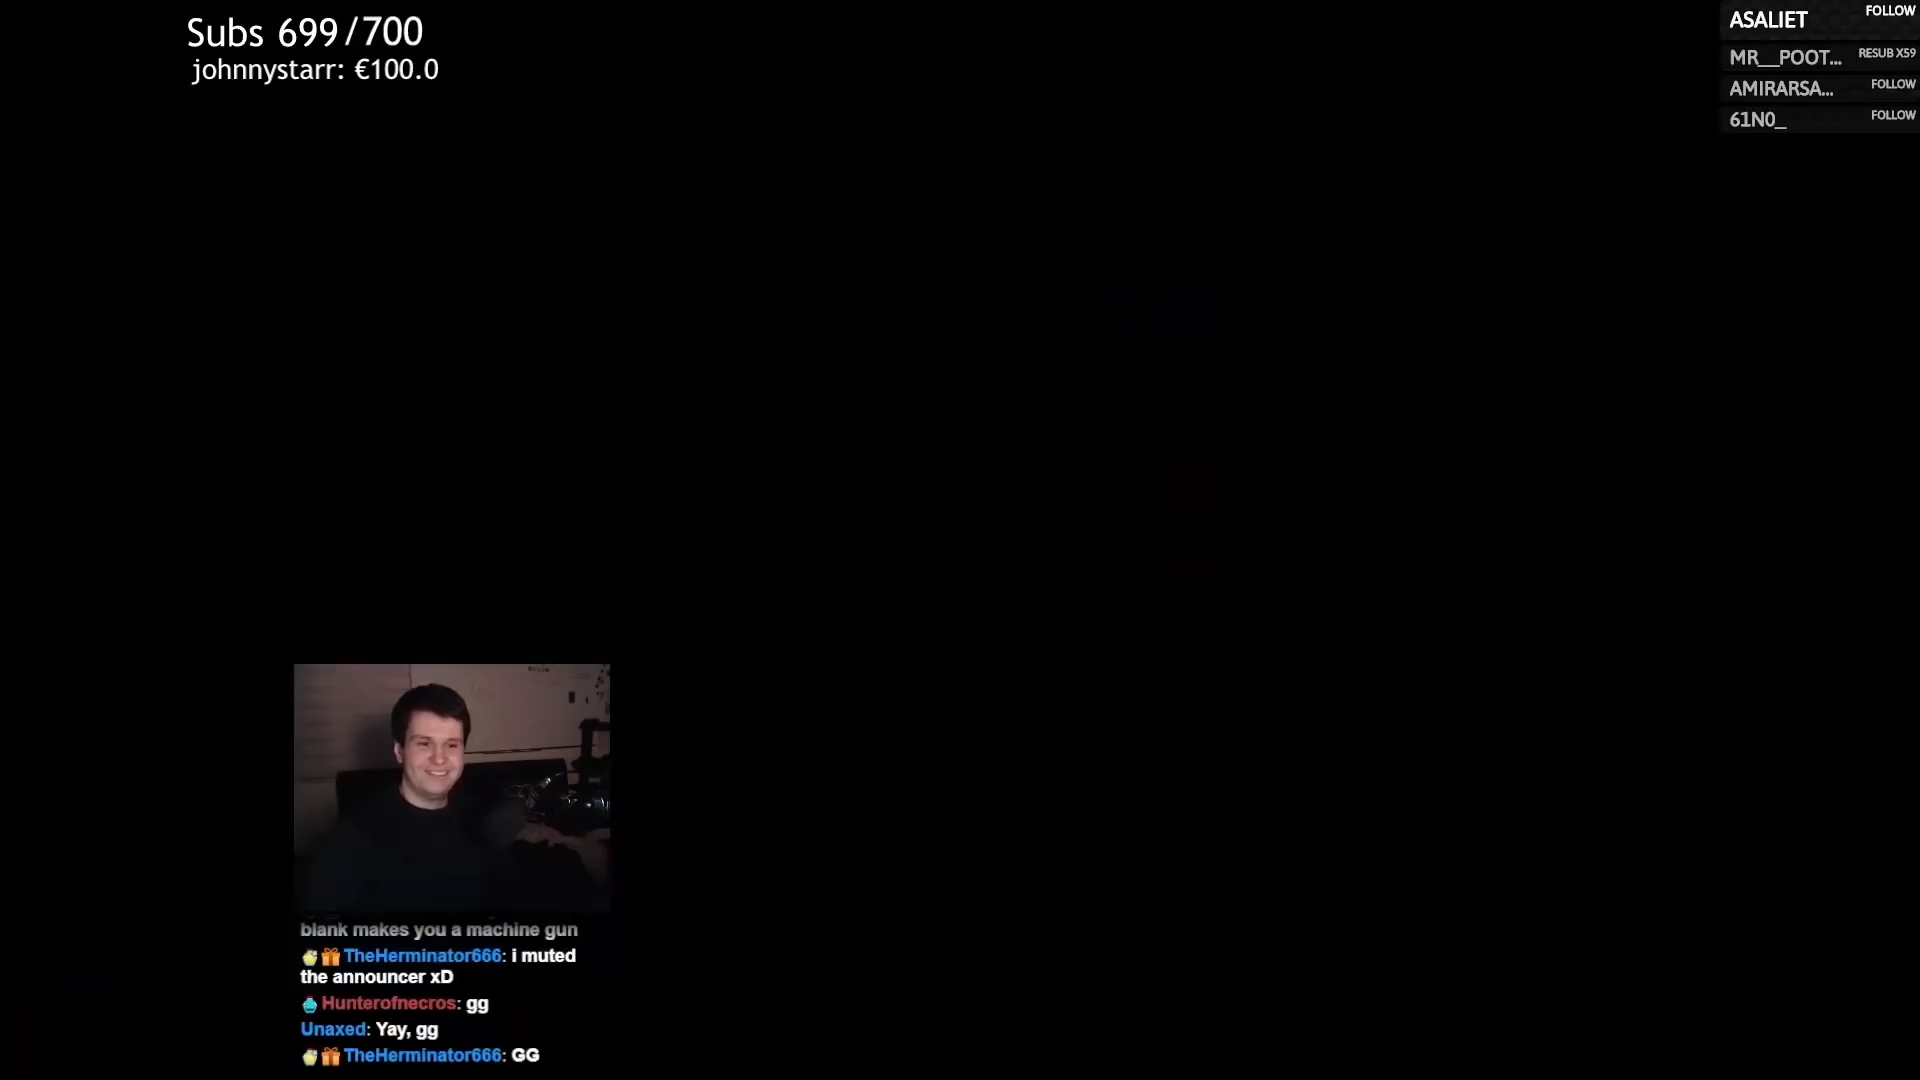 Subs 699/700
johnnystarr: €100.0
ASALIET FOLLOW
MR__POOT... RESUB X59
AMIRARSA... FOLLOW
61N0_ FOLLOW
blank makes you a machine gun
TheHerminator666: i muted
the announcer xD
Hunterofnecros: gg
Unaxed: Yay, gg
TheHerminator666: GG